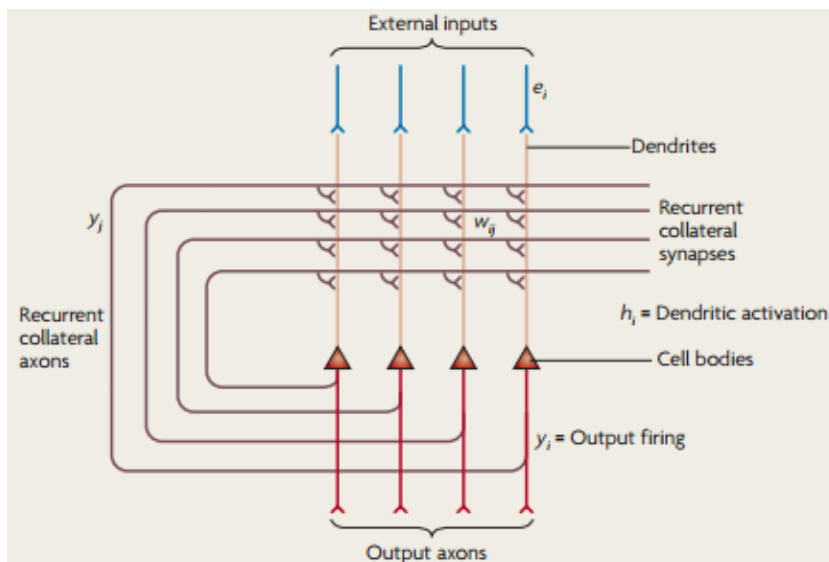 External inputs
e_i
Dendrites
y_j
w_ij
Recurrent
collateral
synapses
Recurrent
collateral
axons
h_i = Dendritic activation
Cell bodies
y_i = Output firing
Output axons